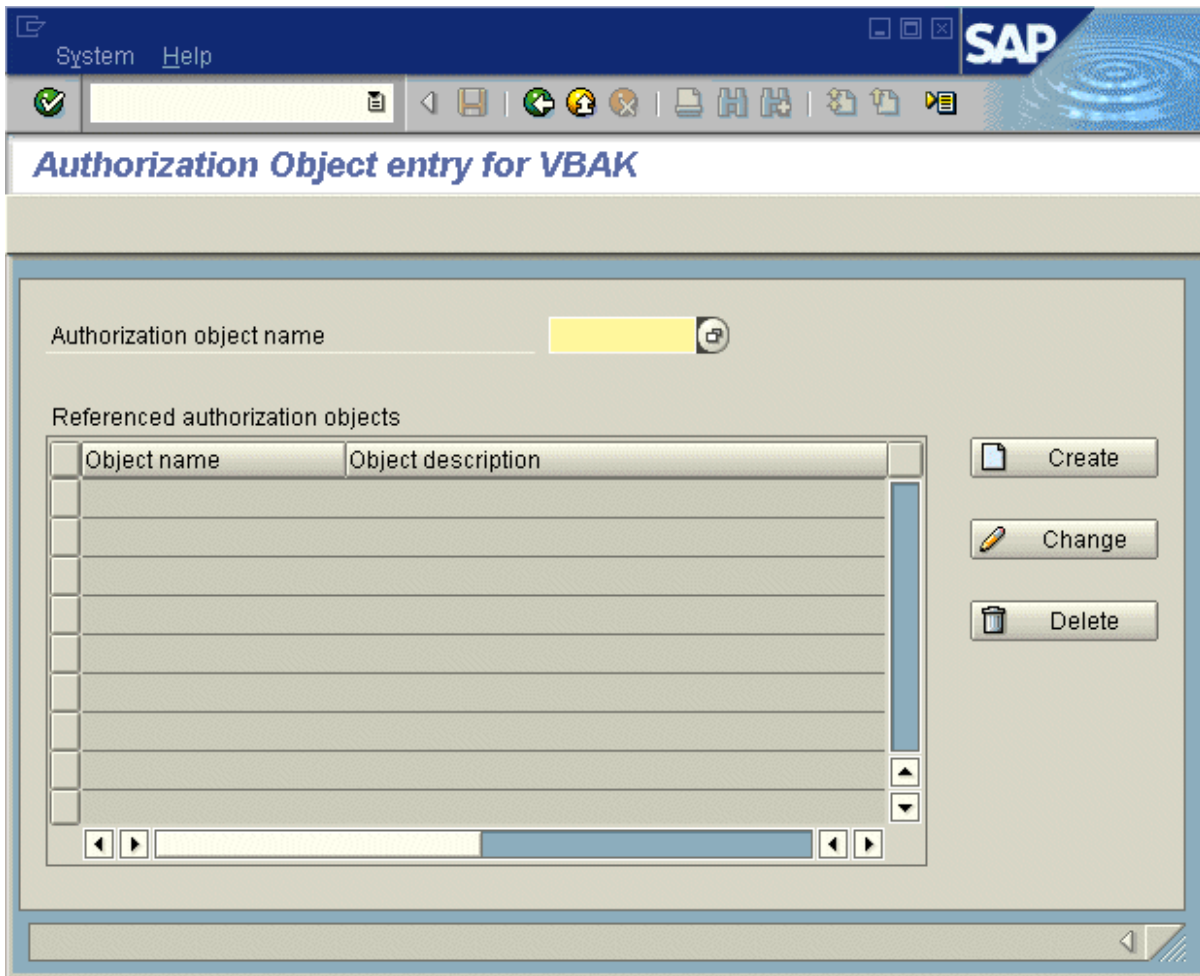 System Help
SAP
Authorization Object entry for VBAK
Authorization object name
Referenced authorization objects
Object name Object description
Create
Change
Delete